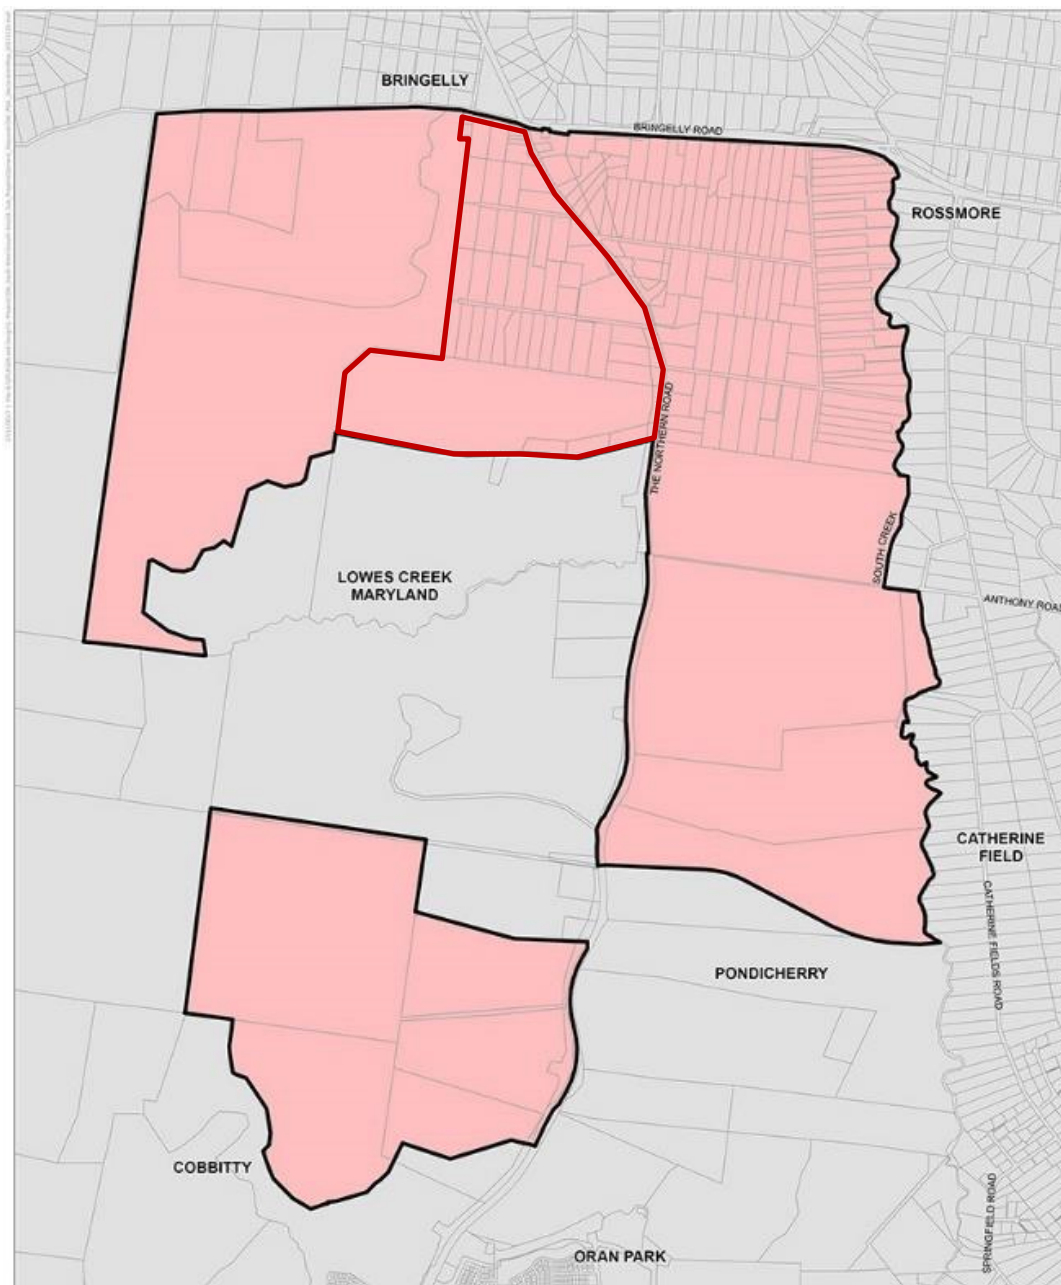 BRINGELLY
BRINGELLY ROAD
ROSSMORE
THE NORTHERN ROAD
SOUTH CREEK
LOWES CREEK
MARYLAND
ANTHONY ROAD
CATHERINE
FIELD
CATHERINE FIELDS ROAD
PONDICHERRY
COBBITTY
SPRINGFIELD ROAD
ORAN PARK